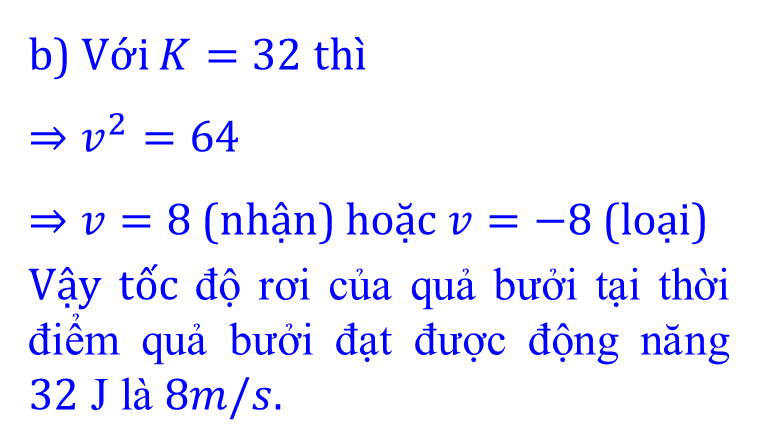 b) Với K = 32 thì
⇒ v² = 64
⇒ v = 8 (nhận) hoặc v = −8 (loại)
Vậy tốc độ rơi của quả bưởi tại thời
điểm quả bưởi đạt được động năng
32 J là 8m/s.